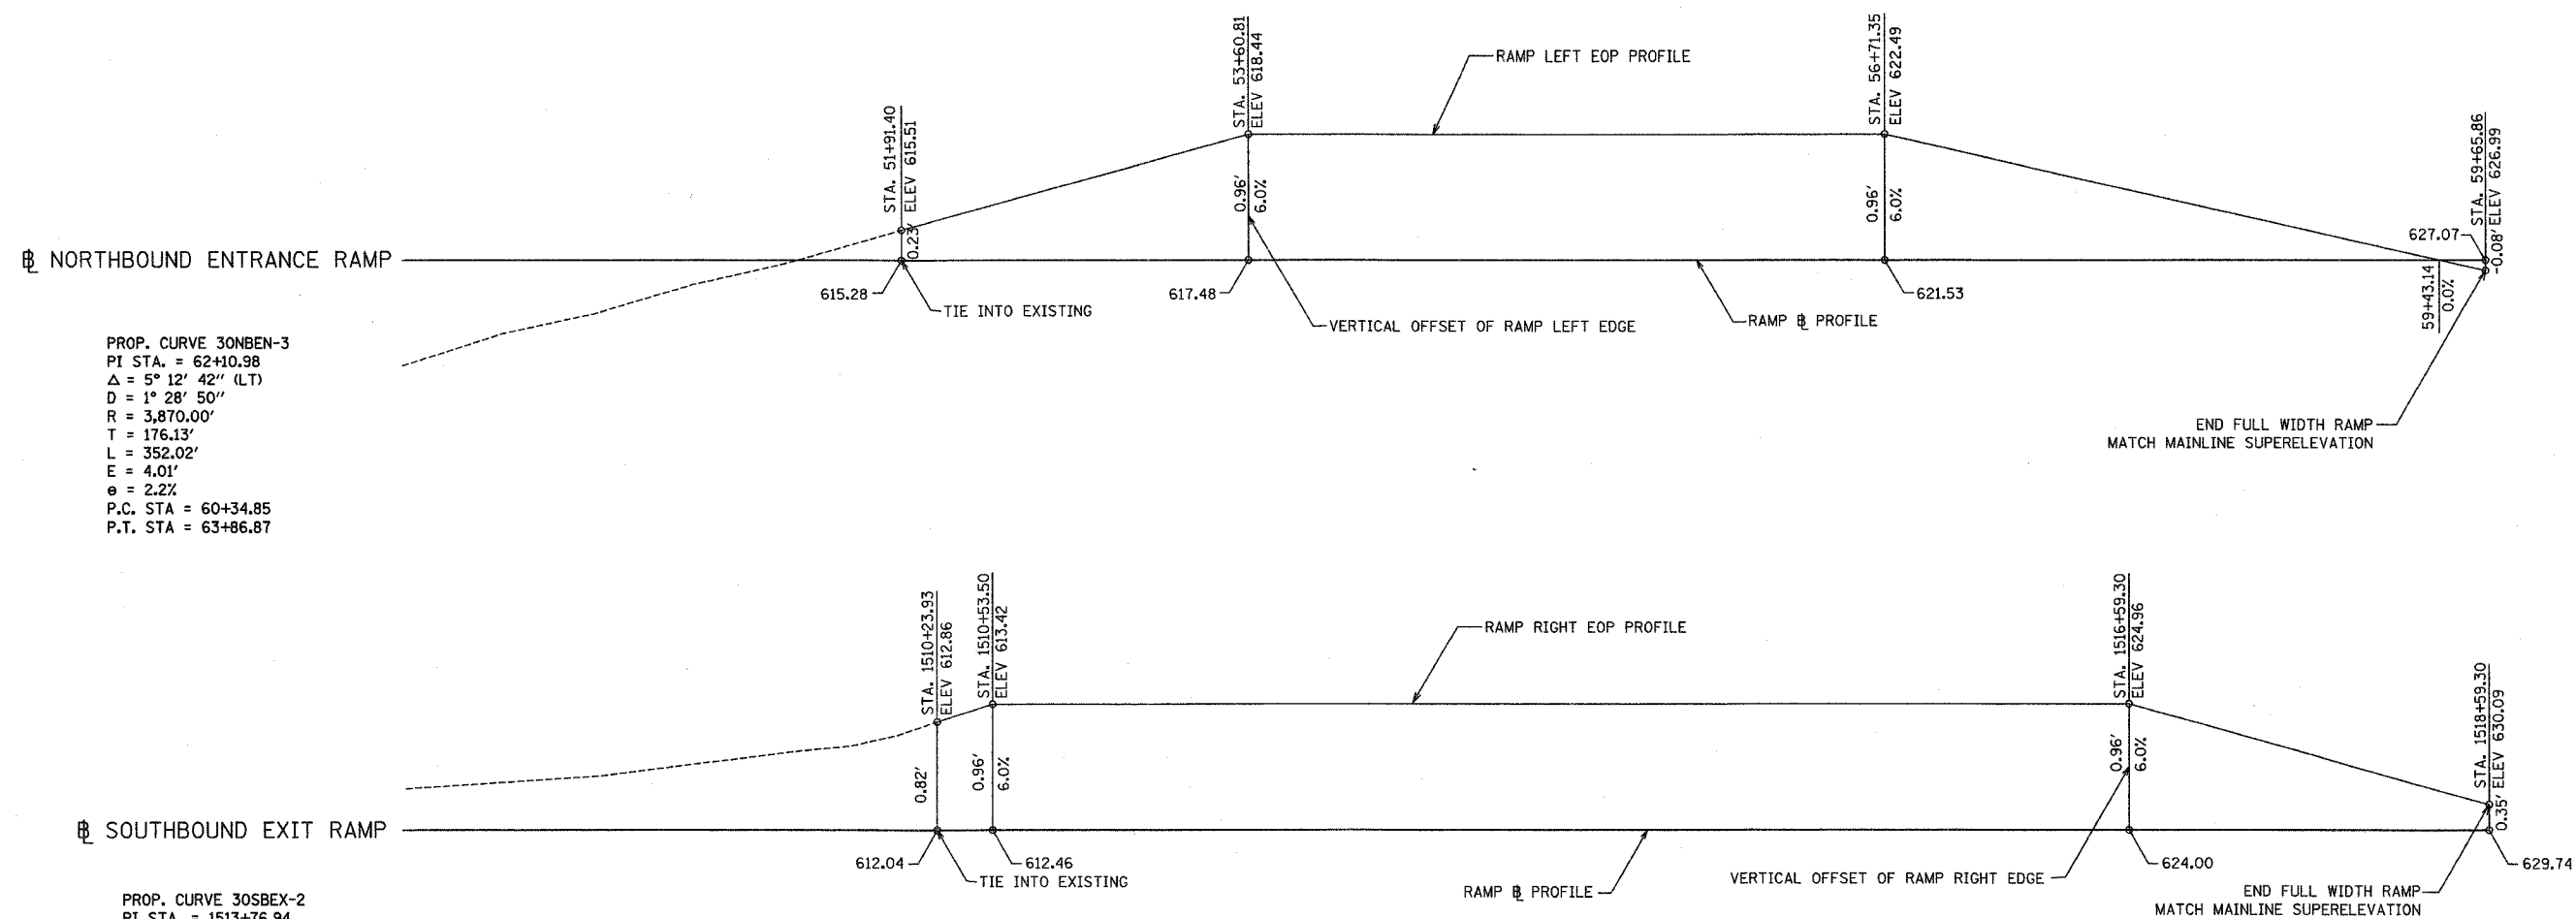 STA. 53+60.81
ELEV 618.44
STA. 56+71.35
ELEV 622.49
RAMP LEFT EOP PROFILE
STA. 51+91.40
ELEV 615.51
STA. 59+65.86
ELEV 626.99
0.96'
6.0%
0.96'
6.0%
0.23'
627.07
-0.08'
℄ NORTHBOUND ENTRANCE RAMP
59+43.14
0.0%
615.28
617.48
621.53
TIE INTO EXISTING
VERTICAL OFFSET OF RAMP LEFT EDGE
RAMP ℄ PROFILE
PROP. CURVE 30NBEN-3
PI STA. = 62+10.98
Δ = 5° 12' 42" (LT)
D = 1° 28' 50"
R = 3,870.00'
T = 176.13'
L = 352.02'
E = 4.01'
e = 2.2%
P.C. STA = 60+34.85
P.T. STA = 63+86.87
END FULL WIDTH RAMP
MATCH MAINLINE SUPERELEVATION
STA. 1510+23.93
ELEV 612.86
STA. 1510+53.50
ELEV 613.42
RAMP RIGHT EOP PROFILE
STA. 1516+59.30
ELEV 624.96
STA. 1518+59.30
ELEV 630.09
0.82'
0.96'
6.0%
0.96'
6.0%
0.35'
℄ SOUTHBOUND EXIT RAMP
612.04
612.46
624.00
629.74
TIE INTO EXISTING
RAMP ℄ PROFILE
VERTICAL OFFSET OF RAMP RIGHT EDGE
END FULL WIDTH RAMP
MATCH MAINLINE SUPERELEVATION
PROP. CURVE 30SBEX-2
PI STA. = 1513+76.94